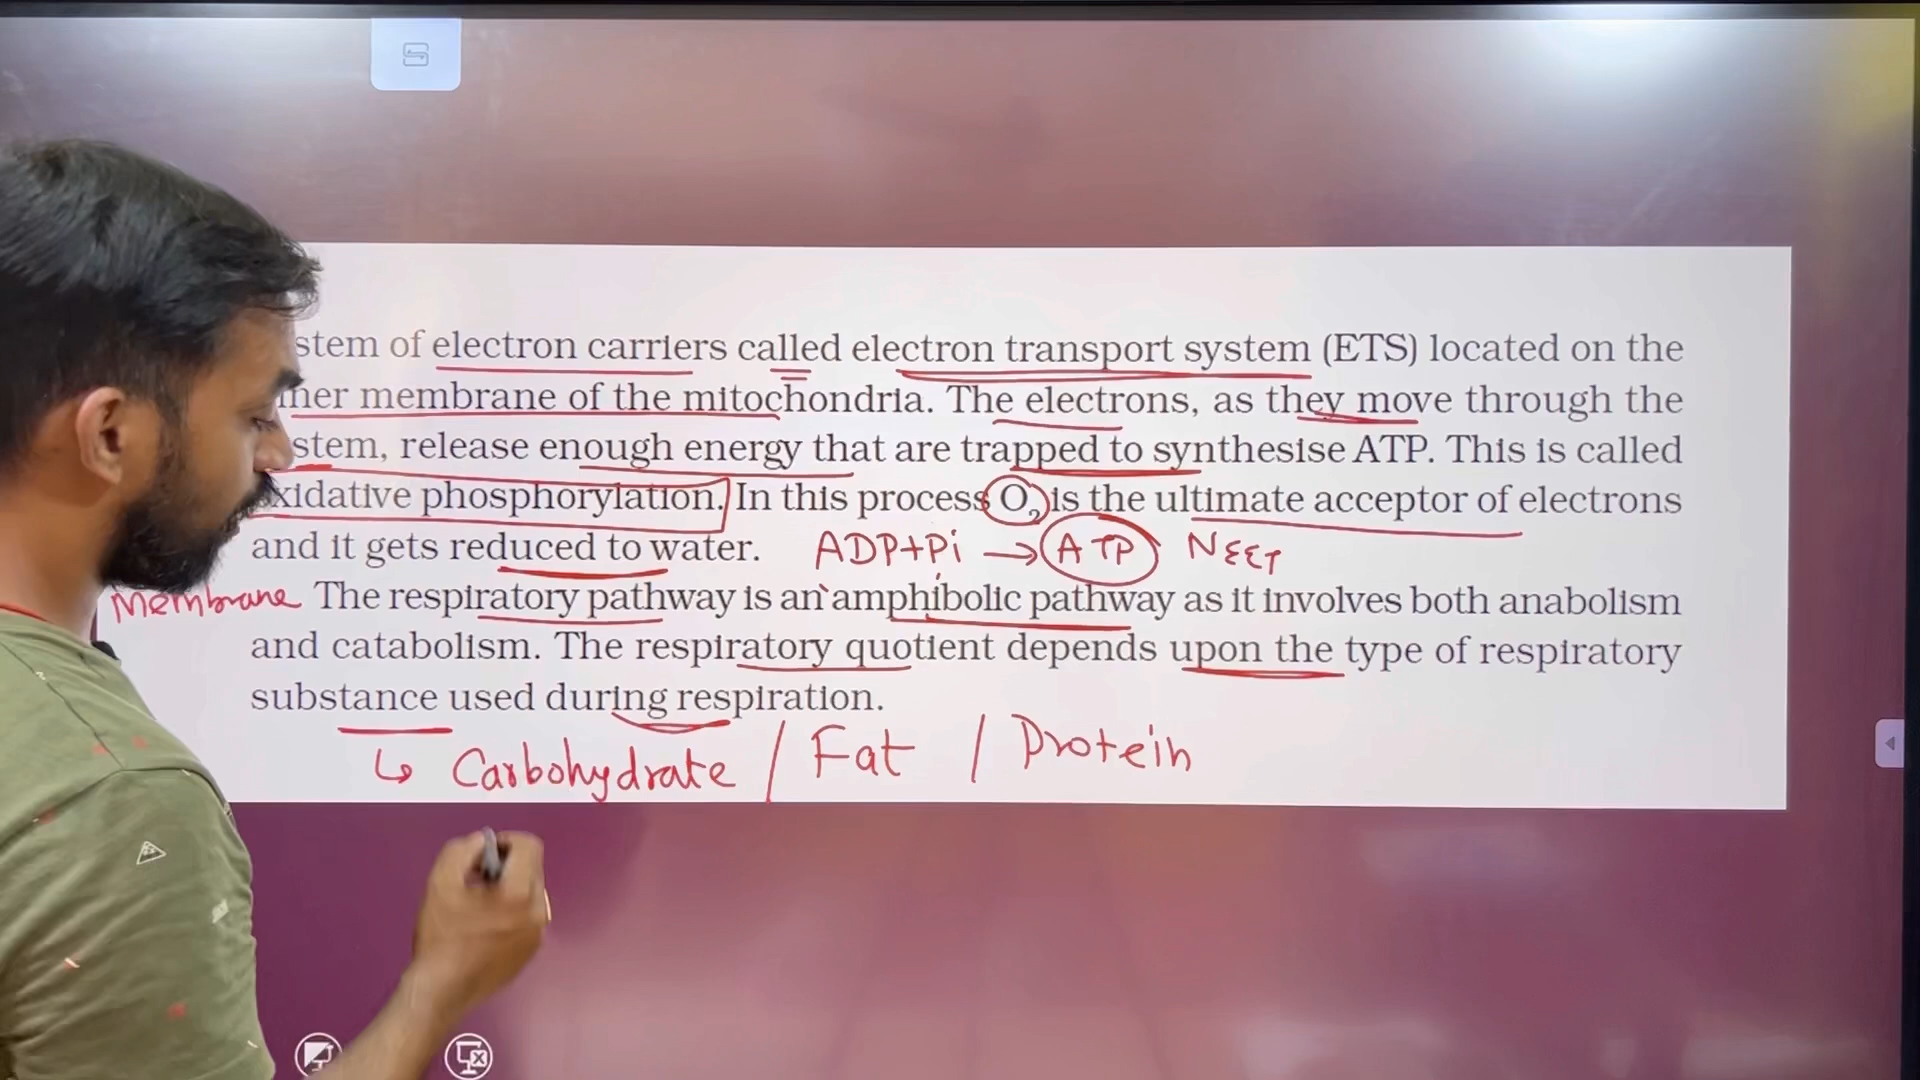 stem of electron carriers called electron transport system (ETS) located on the
ner membrane of the mitochondria. The electrons, as they move through the
stem, release enough energy that are trapped to synthesise ATP. This is called
xidative phosphorylation. In this process O₂ is the ultimate acceptor of electrons
and it gets reduced to water. ADP+Pi → ATP NEET
Membrane The respiratory pathway is an amphibolic pathway as it involves both anabolism
and catabolism. The respiratory quotient depends upon the type of respiratory
substance used during respiration.
↳ Carbohydrate / Fat / Protein